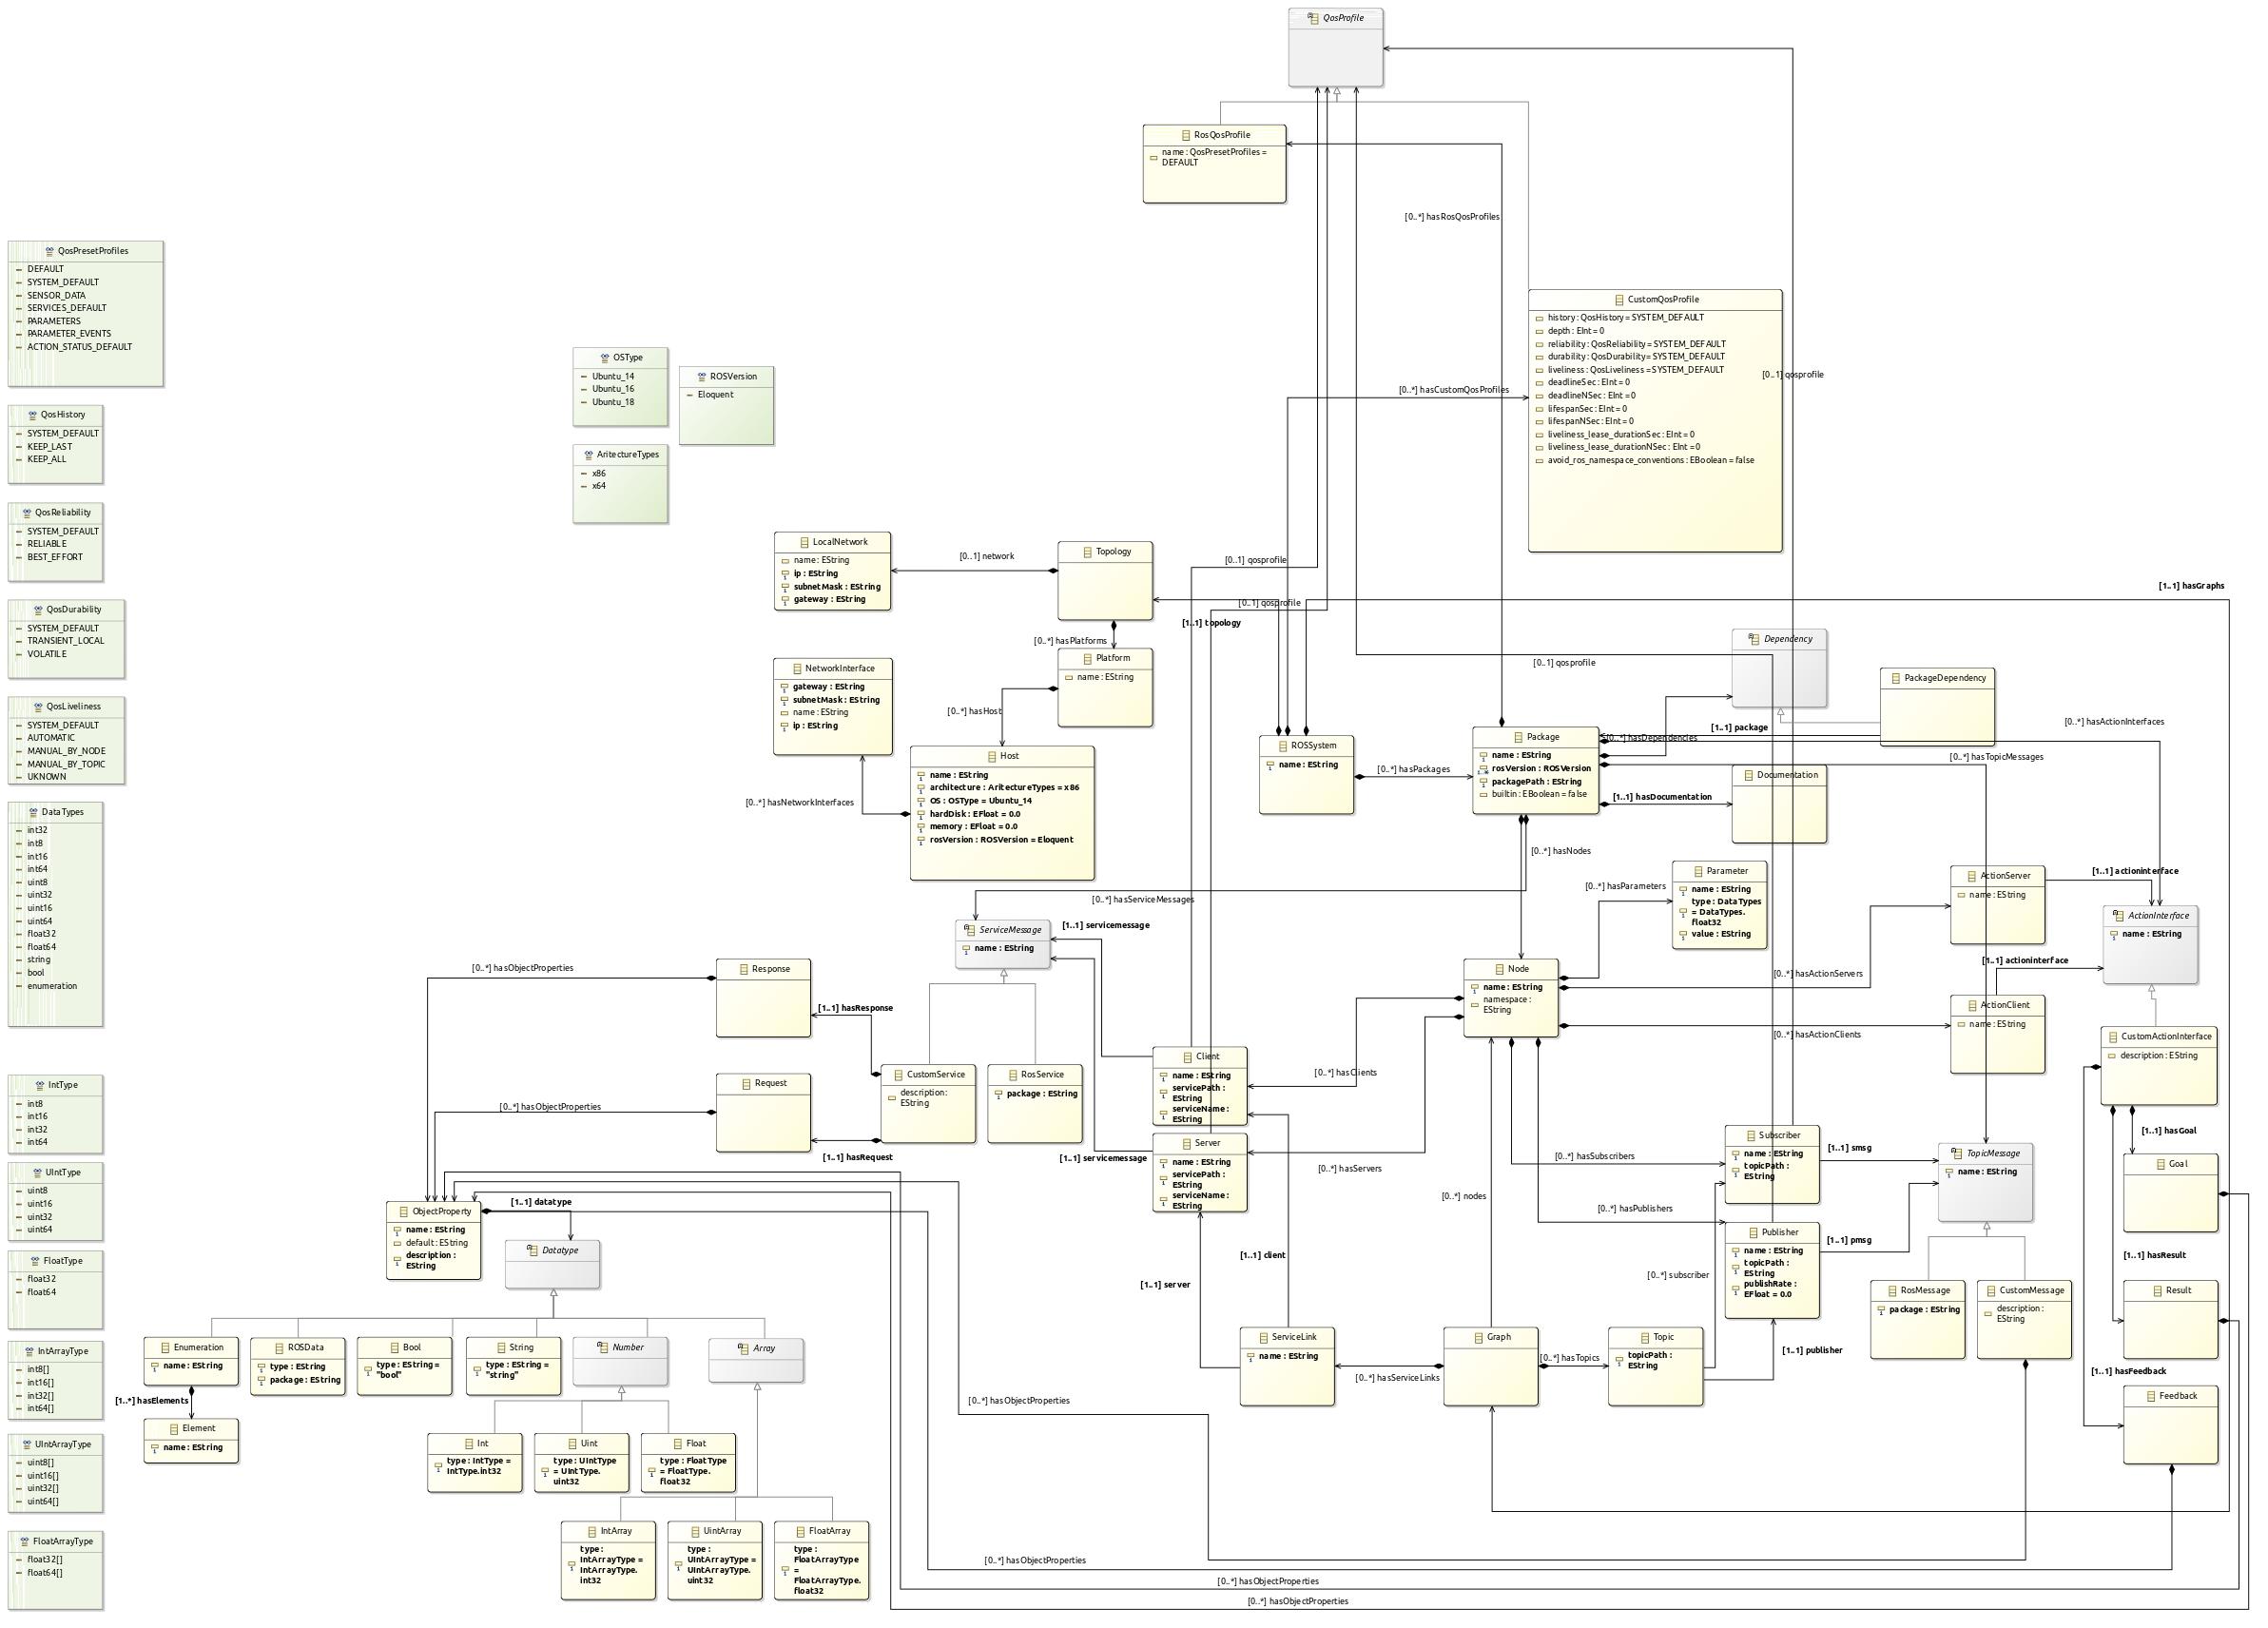 QosProfile
RosQosProfile
name : QosPresetProfiles =
DEFAULT
[0..*] hasRosQosProfiles
QosPresetProfiles
DEFAULT
SYSTEM_DEFAULT
SENSOR_DATA
SERVICES_DEFAULT
PARAMETERS
PARAMETER_EVENTS
ACTION_STATUS_DEFAULT
QosHistory
SYSTEM_DEFAULT
KEEP_LAST
KEEP_ALL
QosReliability
SYSTEM_DEFAULT
RELIABLE
BEST_EFFORT
QosDurability
SYSTEM_DEFAULT
TRANSIENT_LOCAL
VOLATILE
QosLiveliness
SYSTEM_DEFAULT
AUTOMATIC
MANUAL_BY_NODE
MANUAL_BY_TOPIC
UKNOWN
DataTypes
int32
int8
int16
int64
uint8
uint32
uint16
uint64
float32
float64
string
bool
enumeration
IntType
int8
int16
int32
int64
UIntType
uint8
uint16
uint32
uint64
FloatType
float32
float64
IntArrayType
int8[]
int16[]
int32[]
int64[]
UIntArrayType
uint8[]
uint16[]
uint32[]
uint64[]
FloatArrayType
float32[]
float64[]
OSType
Ubuntu_14
Ubuntu_16
Ubuntu_18
ROSVersion
Eloquent
AritectureTypes
x86
x64
CustomQosProfile
history : QosHistory = SYSTEM_DEFAULT
depth : EInt = 0
reliability : QosReliability = SYSTEM_DEFAULT
durability : QosDurability = SYSTEM_DEFAULT
liveliness : QosLiveliness = SYSTEM_DEFAULT
deadlineSec : EInt = 0
deadlineNSec : EInt = 0
lifespanSec : EInt = 0
lifespanNSec : EInt = 0
liveliness_lease_durationSec : EInt = 0
liveliness_lease_durationNSec : EInt = 0
avoid_ros_namespace_conventions : EBoolean = false
[0..1] qosprofile
[0..*] hasCustomQosProfiles
LocalNetwork
name : EString
ip : EString
subnetMask : EString
gateway : EString
[0..1] network
Topology
[0..1] qosprofile
[0..1] qosprofile
[1..1] topology
[1..1] hasGraphs
[0..*] hasPlatforms
Platform
name : EString
NetworkInterface
gateway : EString
subnetMask : EString
name : EString
ip : EString
[0..*] hasHost
Host
name : EString
architecture : AritectureTypes = x86
OS : OSType = Ubuntu_14
hardDisk : EFloat = 0.0
memory : EFloat = 0.0
rosVersion : ROSVersion = Eloquent
[0..*] hasNetworkInterfaces
[0..1] qosprofile
Dependency
PackageDependency
[1..1] package
[0..*] hasDependencies
[0..*] hasActionInterfaces
[0..*] hasTopicMessages
ROSSystem
name : EString
[0..*] hasPackages
Package
name : EString
rosVersion : ROSVersion
packagePath : EString
builtin : EBoolean = false
Documentation
[1..1] hasDocumentation
[0..*] hasNodes
[0..*] hasParameters
Parameter
name : EString
type : DataTypes
= DataTypes.
float32
value : EString
ActionServer
name : EString
[1..1] actioninterface
ActionInterface
name : EString
[1..1] actioninterface
[0..*] hasServiceMessages
ServiceMessage
name : EString
[1..1] servicemessage
Response
[0..*] hasObjectProperties
[1..1] hasResponse
Node
name : EString
namespace :
EString
[0..*] hasActionServers
ActionClient
name : EString
[0..*] hasActionClients
CustomActionInterface
description : EString
Request
[0..*] hasObjectProperties
CustomService
description :
EString
RosService
package : EString
[1..1] hasRequest
Client
name : EString
servicePath :
EString
serviceName :
EString
[0..*] hasClients
Server
name : EString
servicePath :
EString
serviceName :
EString
[1..1] servicemessage
[0..*] hasServers
[0..*] hasSubscribers
Subscriber
name : EString
topicPath :
EString
[1..1] smsg
TopicMessage
name : EString
[1..1] hasGoal
Goal
[0..*] nodes
[0..*] hasPublishers
Publisher
name : EString
topicPath :
EString
publishRate :
EFloat = 0.0
[1..1] pmsg
ObjectProperty
name : EString
default : EString
description :
EString
[1..1] datatype
Datatype
[1..1] client
[1..1] server
[0..*] subscriber
[1..1] hasResult
Result
RosMessage
package : EString
CustomMessage
description :
EString
Enumeration
name : EString
ROSData
type : EString
package : EString
Bool
type : EString =
"bool"
String
type : EString =
"string"
Number
Array
[1..*] hasElements
Element
name : EString
ServiceLink
name : EString
[0..*] hasServiceLinks
Graph
[0..*] hasTopics
Topic
topicPath :
EString
[1..1] publisher
[1..1] hasFeedback
Feedback
Int
type : IntType =
IntType.int32
Uint
type : UIntType
= UIntType.
uint32
Float
type : FloatType
= FloatType.
float32
[0..*] hasObjectProperties
IntArray
type :
IntArrayType =
IntArrayType.
int32
UintArray
type :
UIntArrayType =
UIntArrayType.
uint32
FloatArray
type :
FloatArrayType
=
FloatArrayType.
float32
[0..*] hasObjectProperties
[0..*] hasObjectProperties
[0..*] hasObjectProperties